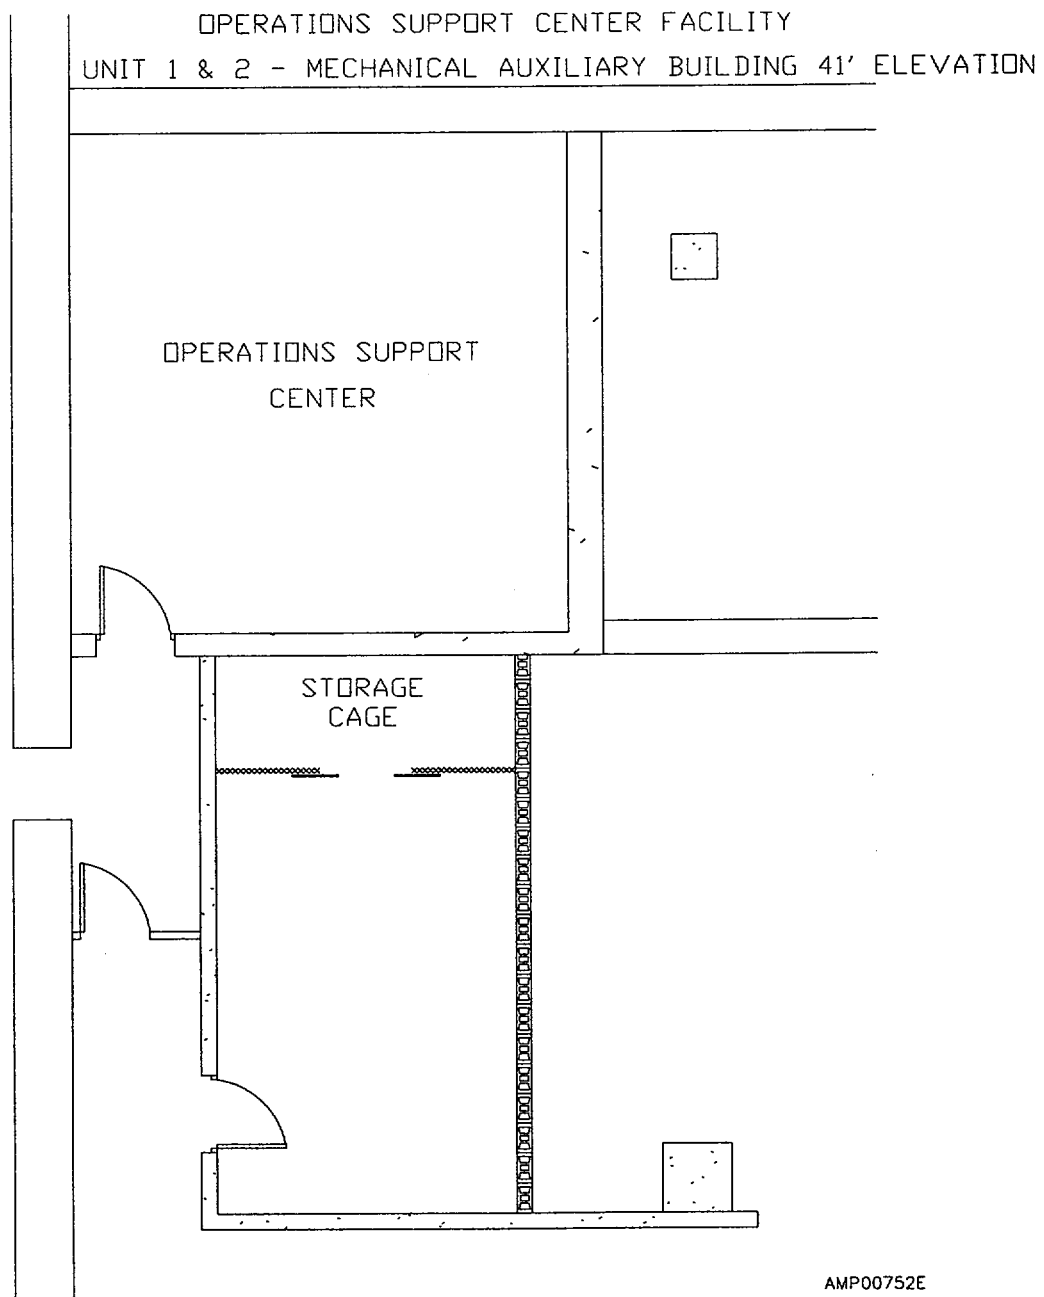 OPERATIONS SUPPORT CENTER FACILITY
UNIT 1 & 2 - MECHANICAL AUXILIARY BUILDING 41' ELEVATION
OPERATIONS SUPPORT
CENTER
STORAGE
CAGE
AMP00752E